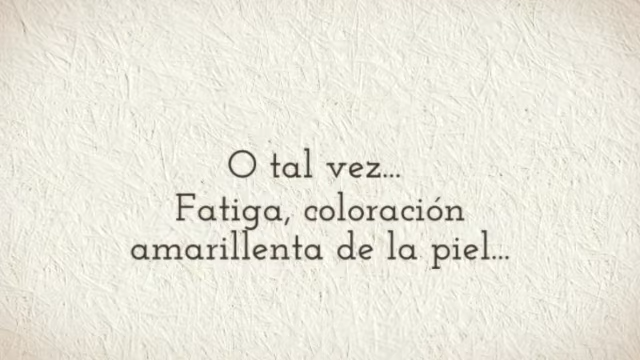 O tal vez...
Fatiga, coloración
amarillenta de la piel...